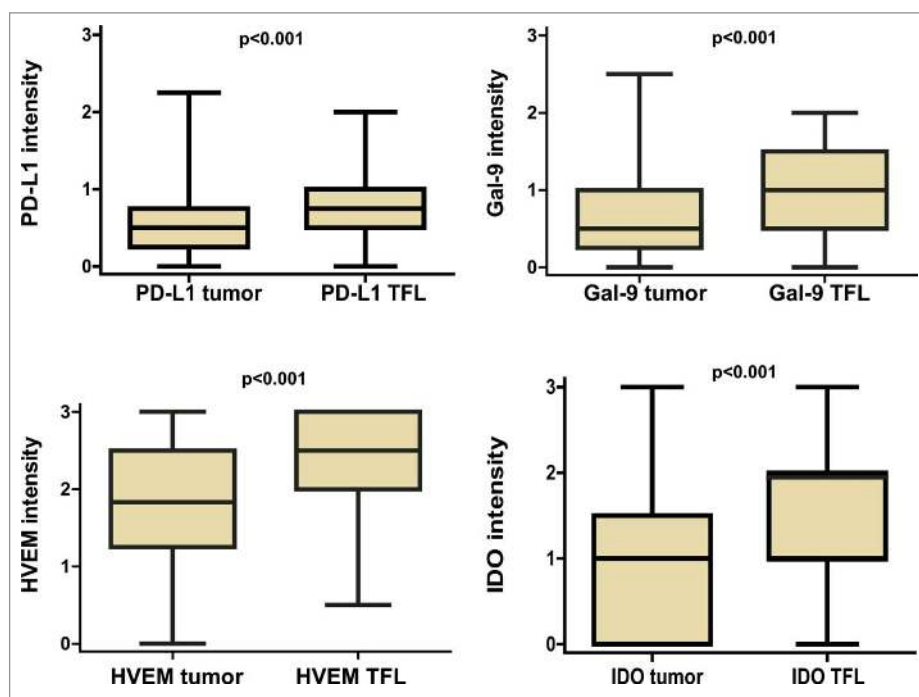 p<0.001
PD-L1 intensity
3
2
1
0
PD-L1 tumor
PD-L1 TFL
p<0.001
Gal-9 intensity
3
2
1
0
Gal-9 tumor
Gal-9 TFL
p<0.001
HVEM intensity
3
2
1
0
HVEM tumor
HVEM TFL
p<0.001
IDO intensity
3
2
1
0
IDO tumor
IDO TFL